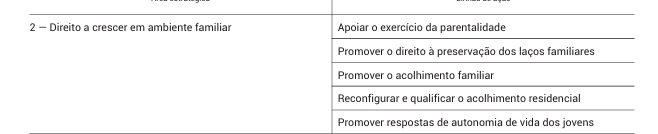 2 — Direito a crescer em ambiente familiar
Apoiar o exercício da parentalidade
Promover o direito à preservação dos laços familiares
Promover o acolhimento familiar
Reconfigurar e qualificar o acolhimento residencial
Promover respostas de autonomia de vida dos jovens